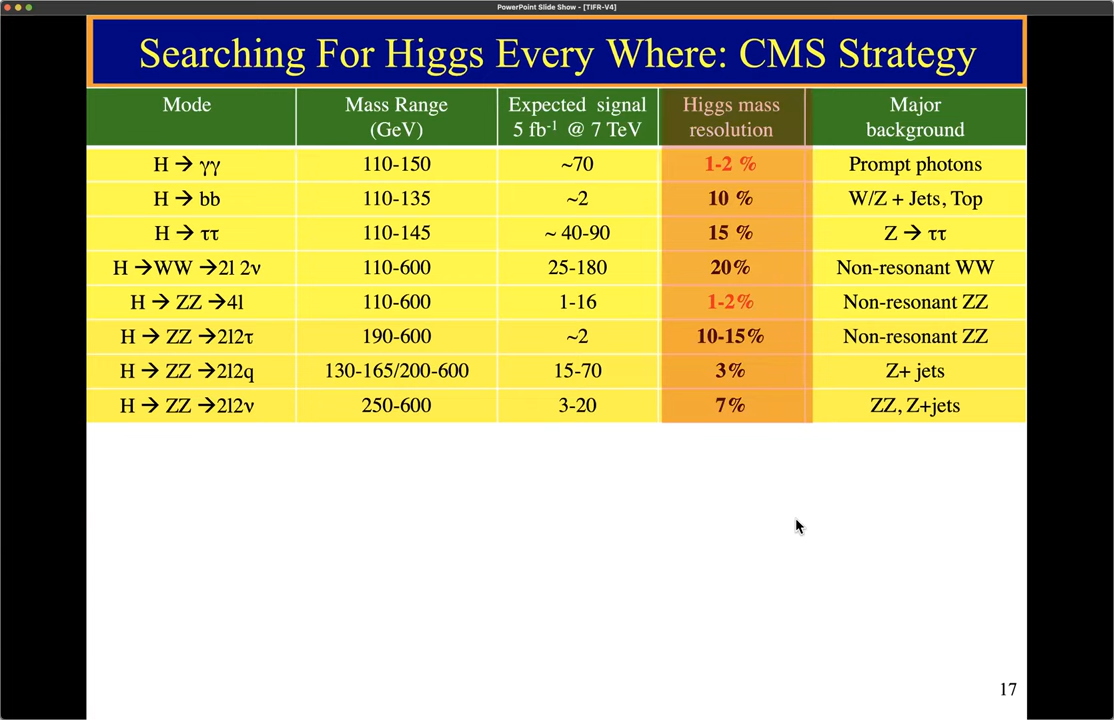 PowerPoint Slide Show - [TIFR-V4]
Searching For Higgs Every Where: CMS Strategy
Mode Mass Range (GeV) Expected signal 5 fb⁻¹ @ 7 TeV Higgs mass resolution Major background
H → γγ 110-150 ~70 1-2 % Prompt photons
H → bb 110-135 ~2 10 % W/Z + Jets, Top
H → ττ 110-145 ~ 40-90 15 % Z → ττ
H →WW →2l 2ν 110-600 25-180 20% Non-resonant WW
H → ZZ →4l 110-600 1-16 1-2% Non-resonant ZZ
H → ZZ →2l2τ 190-600 ~2 10-15% Non-resonant ZZ
H → ZZ →2l2q 130-165/200-600 15-70 3% Z+ jets
H → ZZ →2l2ν 250-600 3-20 7% ZZ, Z+jets
17